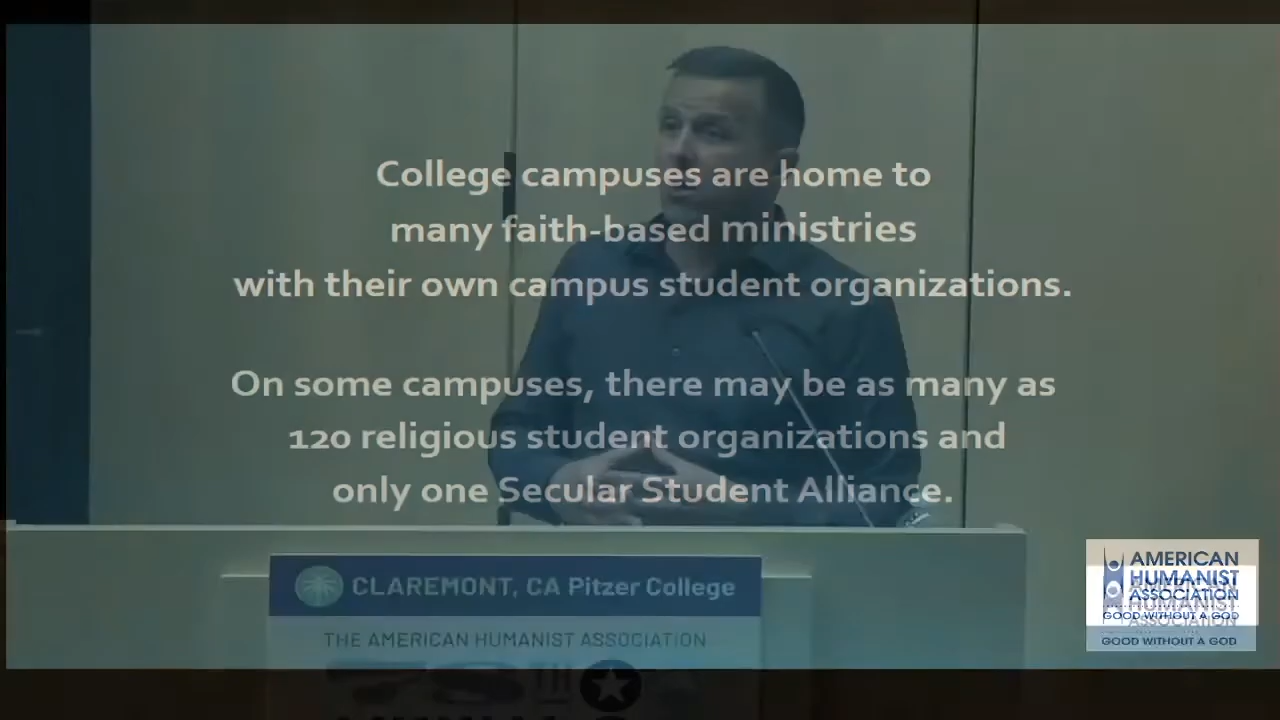 College campuses are home to
many faith-based ministries
with their own campus student organizations.
On some campuses, there may be as many as
120 religious student organizations and
only one Secular Student Alliance.
CLAREMONT, CA Pitzer College
THE AMERICAN HUMANIST ASSOCIATION
AMERICAN
HUMANIST
ASSOCIATION
GOOD WITHOUT A GOD
HUMANIST
ASSOCIATION
GOOD WITHOUT A GOD